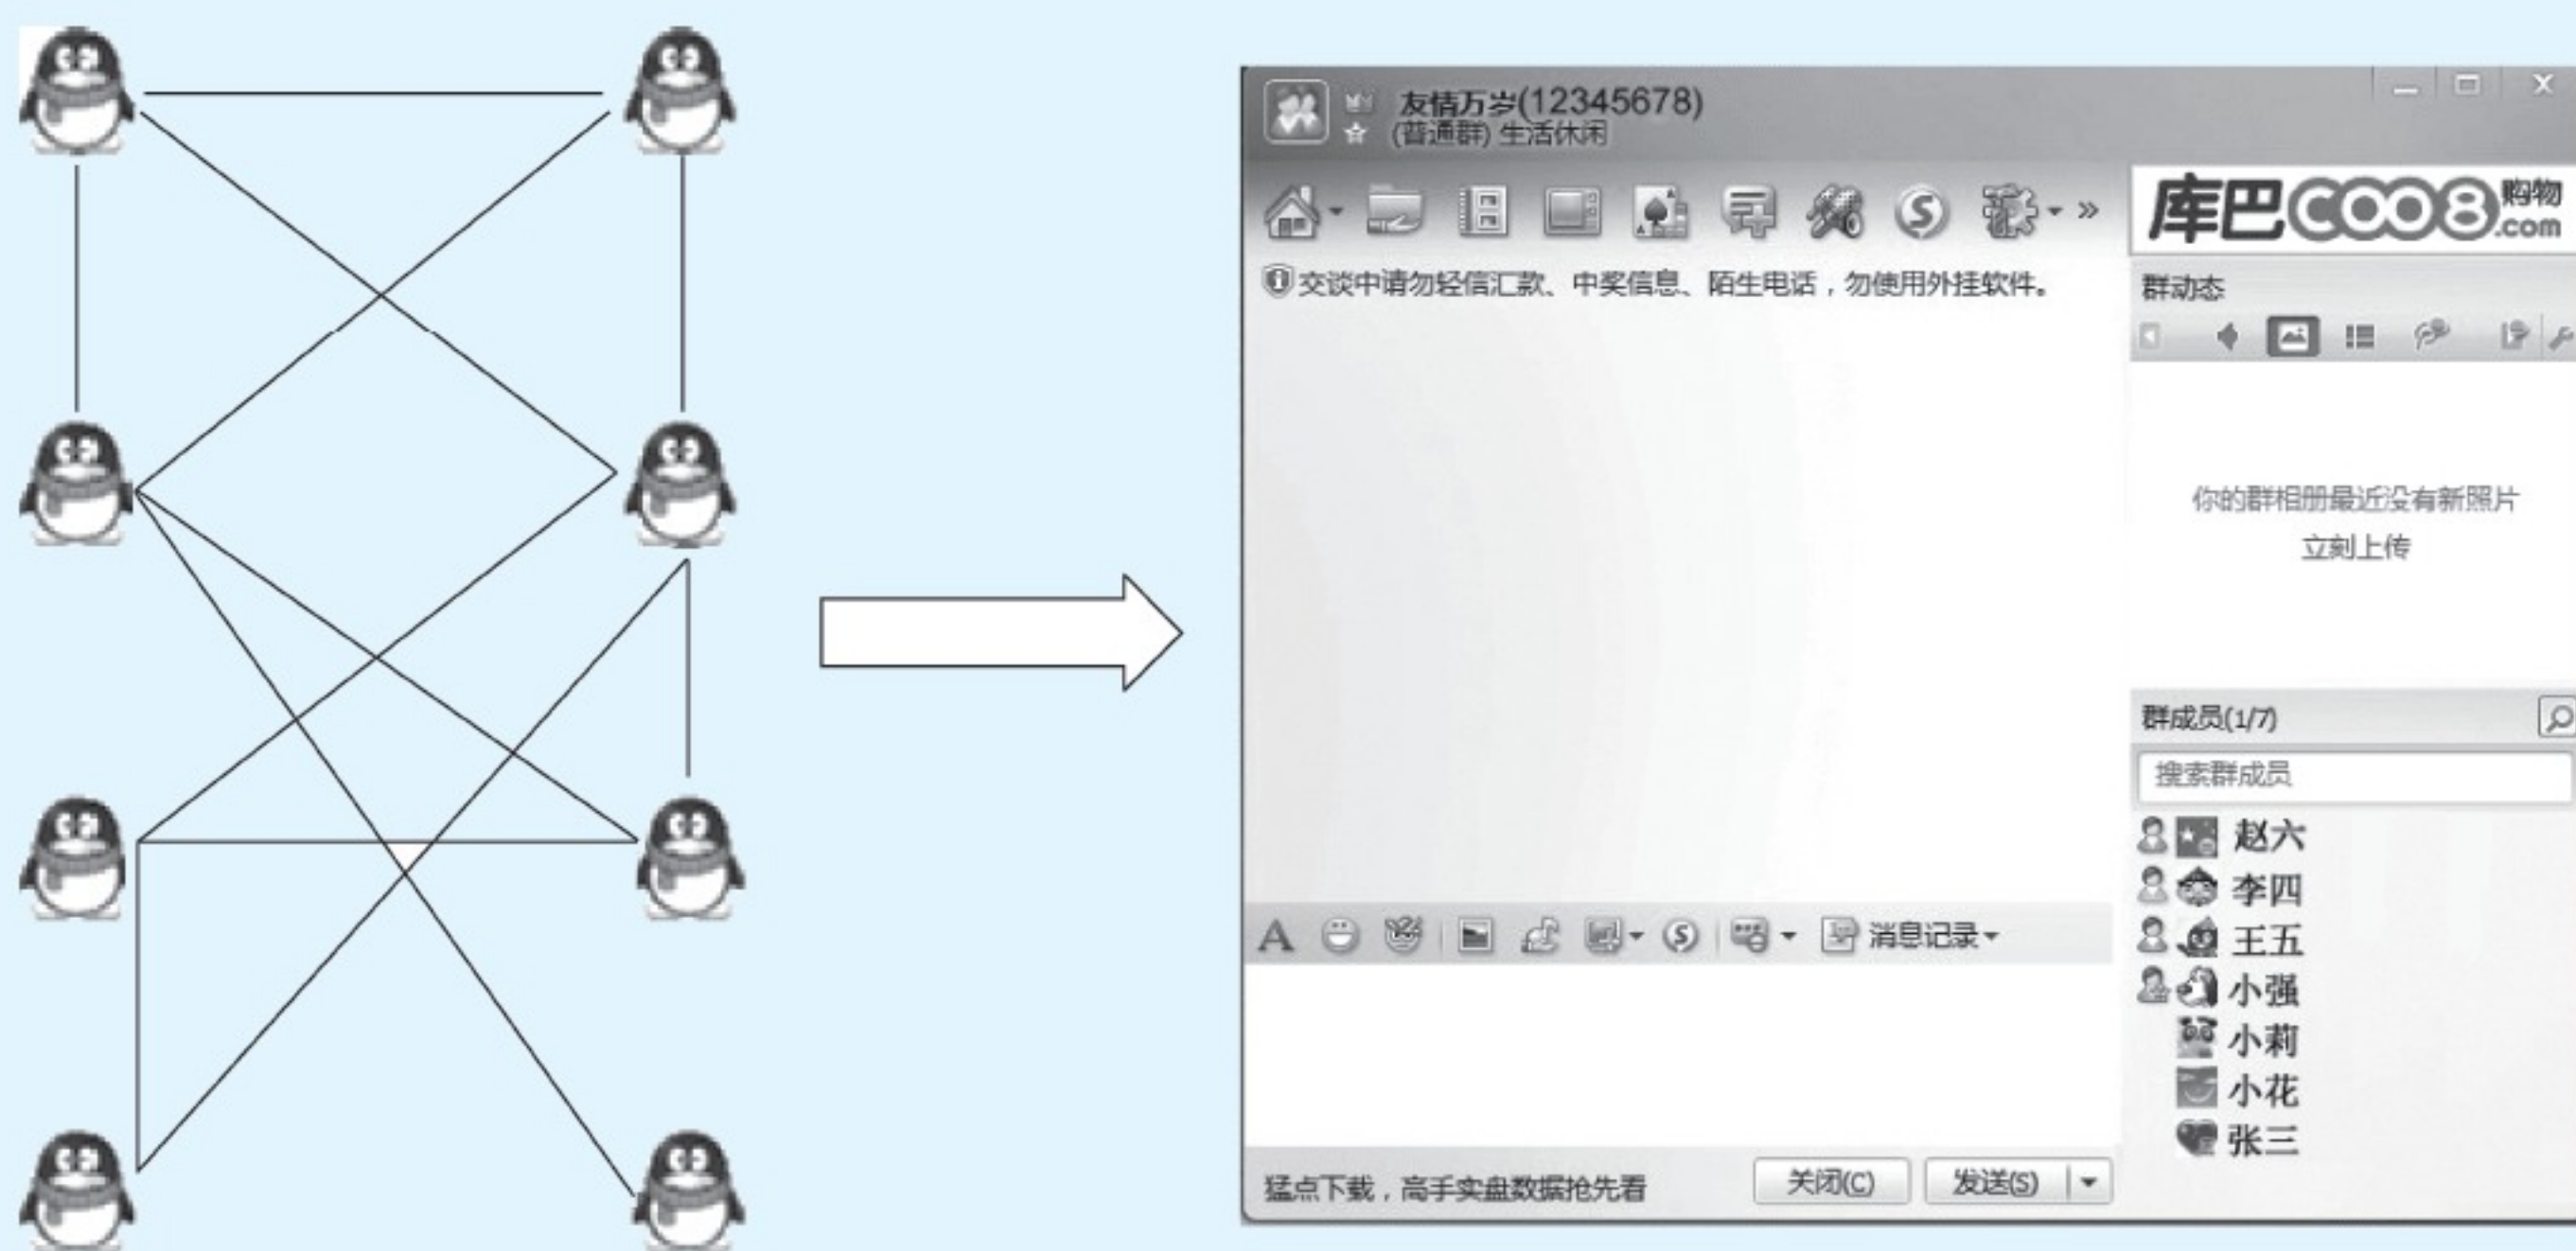 友情万岁(12345678)
(普通群) 生活休闲
库巴COO8购物.com
交谈中请勿轻信汇款、中奖信息、陌生电话，勿使用外挂软件。
群动态
你的群相册最近没有新照片
立刻上传
群成员(1/7)
搜索群成员
赵六
李四
王五
小强
小莉
小花
张三
A
消息记录
猛点下载，高手实盘数据抢先看
关闭(C)
发送(S)